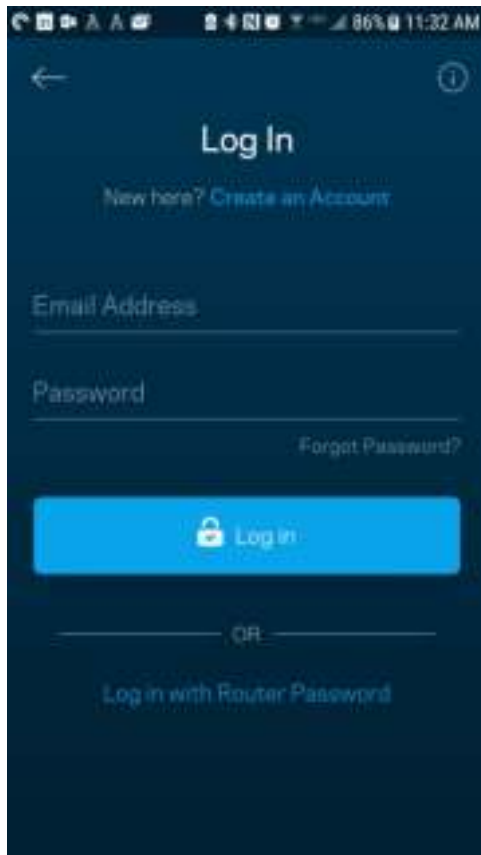 86% 11:32 AM
Log In
New here? Create an Account
Email Address
Password
Forgot Password?
Log in
OR
Log in with Router Password